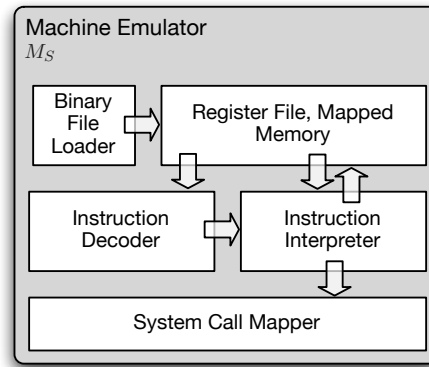 Machine Emulator
M_S
Binary
File
Loader
Register File, Mapped
Memory
Instruction
Decoder
Instruction
Interpreter
System Call Mapper